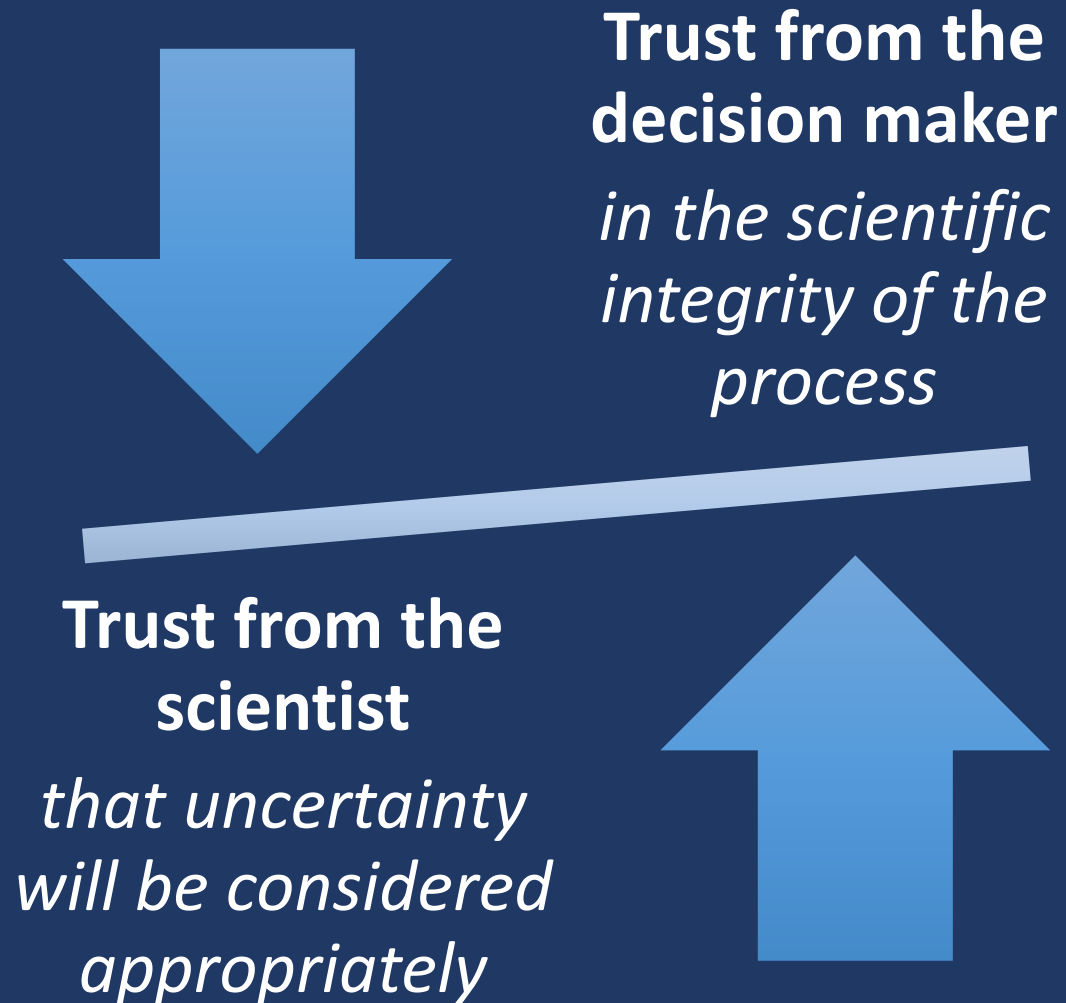 Trust from the
decision maker
in the scientific
integrity of the
process
Trust from the
scientist
that uncertainty
will be considered
appropriately